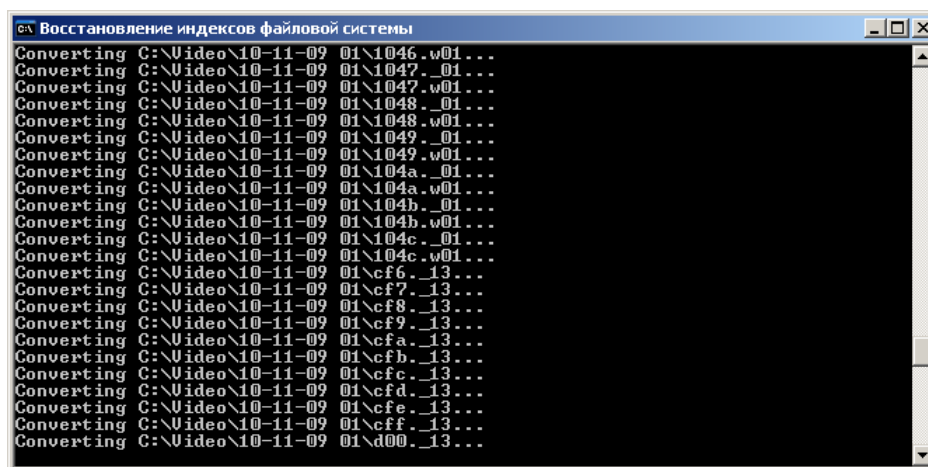 Восстановление индексов файловой системы
Converting C:\Video\10-11-09 01\1046.w01...
Converting C:\Video\10-11-09 01\1047._01...
Converting C:\Video\10-11-09 01\1047.w01...
Converting C:\Video\10-11-09 01\1048._01...
Converting C:\Video\10-11-09 01\1048.w01...
Converting C:\Video\10-11-09 01\1049._01...
Converting C:\Video\10-11-09 01\1049.w01...
Converting C:\Video\10-11-09 01\104a._01...
Converting C:\Video\10-11-09 01\104a.w01...
Converting C:\Video\10-11-09 01\104b._01...
Converting C:\Video\10-11-09 01\104b.w01...
Converting C:\Video\10-11-09 01\104c._01...
Converting C:\Video\10-11-09 01\104c.w01...
Converting C:\Video\10-11-09 01\cf6._13...
Converting C:\Video\10-11-09 01\cf7._13...
Converting C:\Video\10-11-09 01\cf8._13...
Converting C:\Video\10-11-09 01\cf9._13...
Converting C:\Video\10-11-09 01\cfa._13...
Converting C:\Video\10-11-09 01\cfb._13...
Converting C:\Video\10-11-09 01\cfc._13...
Converting C:\Video\10-11-09 01\cfd._13...
Converting C:\Video\10-11-09 01\cfe._13...
Converting C:\Video\10-11-09 01\cff._13...
Converting C:\Video\10-11-09 01\d00._13...